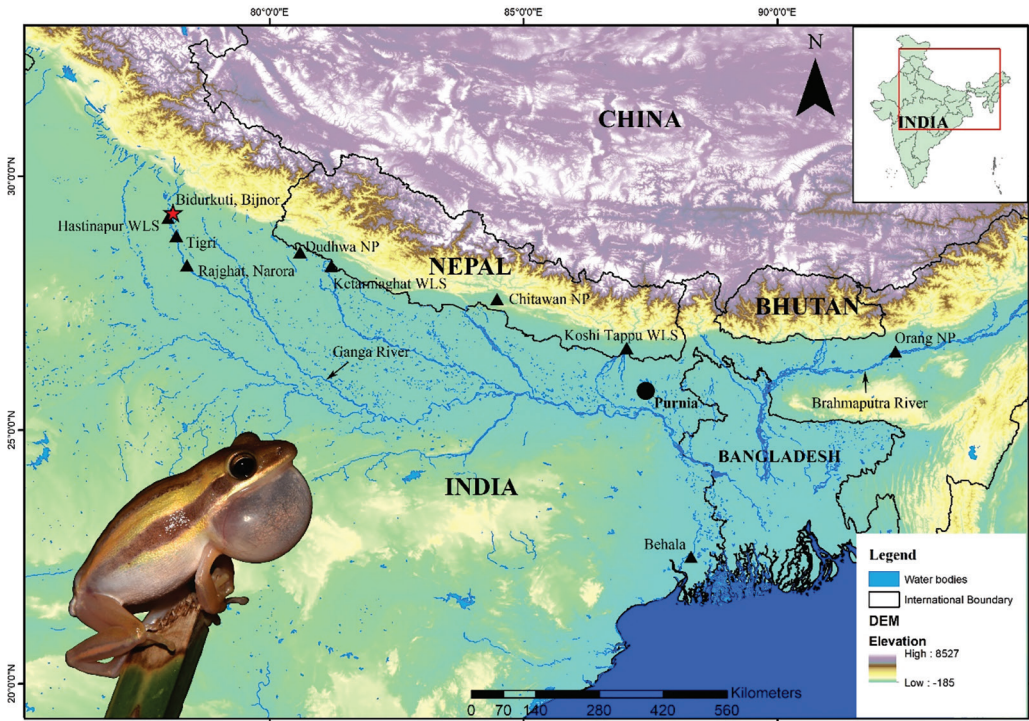 80°0'0"E
85°0'0"E
90°0'0"E
N
CHINA
INDIA
30°0'0"N
Bidurkuti, Bijnor
Hastinapur WLS
Tigri
Rajghat, Narora
Dudhwa NP
Ketarniaghat WLS
NEPAL
Chitawan NP
BHUTAN
Koshi Tappu WLS
Orang NP
Ganga River
Purnia
Brahmaputra River
25°0'0"N
BANGLADESH
INDIA
Behala
Legend
Water bodies
International Boundary
DEM
Elevation
High : 8527
Low : -185
20°0'0"N
Kilometers
0 70 140 280 420 560